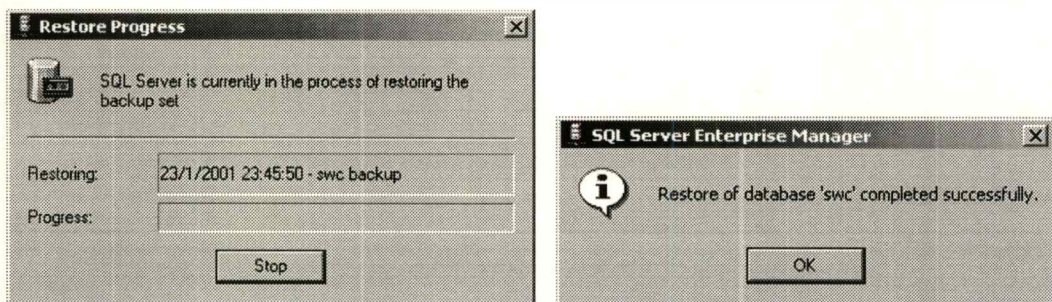 Restore Progress
SQL Server is currently in the process of restoring the
backup set
Restoring: 23/1/2001 23:45:50 - swc backup
Progress:
Stop
SQL Server Enterprise Manager
Restore of database 'swc' completed successfully.
OK